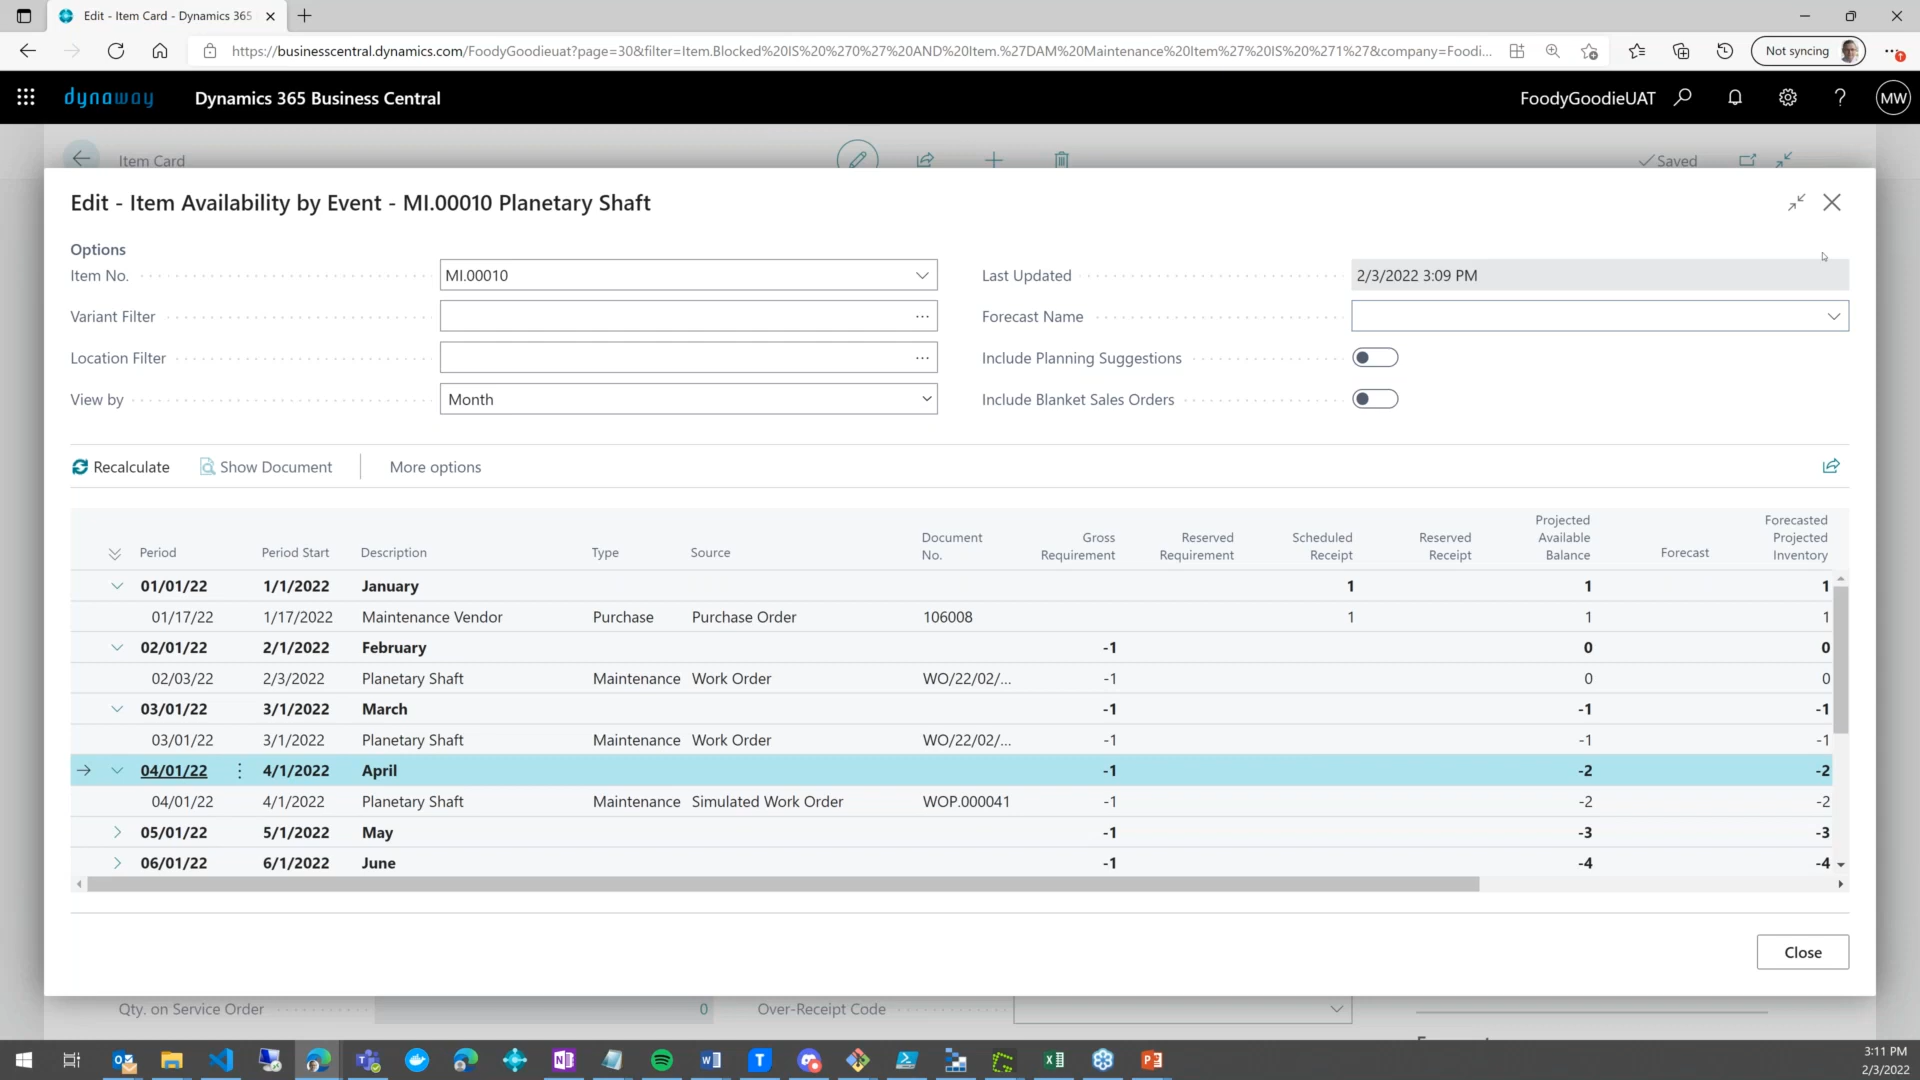 Edit - Item Card - Dynamics 365
https://businesscentral.dynamics.com/FoodyGoodieuat?page=30&filter=Item.Blocked%20IS%20%270%27%20AND%20Item.%27DAM%20Maintenance%20Item%27%20IS%20%271%27&company=Foodi...
Not syncing
dynaway Dynamics 365 Business Central FoodyGoodieUAT ? MW
Item Card Saved
Edit - Item Availability by Event - MI.00010 Planetary Shaft
Options
Item No. MI.00010 Last Updated 2/3/2022 3:09 PM
Variant Filter ... Forecast Name
Location Filter ... Include Planning Suggestions
View by Month Include Blanket Sales Orders
Recalculate Show Document More options
Period Period Start Description Type Source Document No. Gross Requirement Reserved Requirement Scheduled Receipt Reserved Receipt Projected Available Balance Forecast Forecasted Projected Inventory
01/01/22 1/1/2022 January 1 1 1
01/17/22 1/17/2022 Maintenance Vendor Purchase Purchase Order 106008 1 1 1
02/01/22 2/1/2022 February -1 0 0
02/03/22 2/3/2022 Planetary Shaft Maintenance Work Order WO/22/02/... -1 0 0
03/01/22 3/1/2022 March -1 -1 -1
03/01/22 3/1/2022 Planetary Shaft Maintenance Work Order WO/22/02/... -1 -1 -1
04/01/22 4/1/2022 April -1 -2 -2
04/01/22 4/1/2022 Planetary Shaft Maintenance Simulated Work Order WOP.000041 -1 -2 -2
05/01/22 5/1/2022 May -1 -3 -3
06/01/22 6/1/2022 June -1 -4 -4
Close
Qty. on Service Order 0 Over-Receipt Code
3:11 PM
2/3/2022